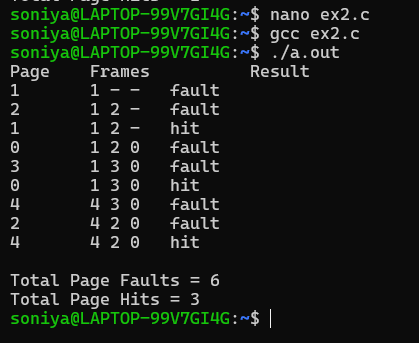 soniya@LAPTOP-99V7GI4G:~$ nano ex2.c
soniya@LAPTOP-99V7GI4G:~$ gcc ex2.c
soniya@LAPTOP-99V7GI4G:~$ ./a.out
Page Frames Result
1 1 - - fault
2 1 2 - fault
1 1 2 - hit
0 1 2 0 fault
3 1 3 0 fault
0 1 3 0 hit
4 4 3 0 fault
2 4 2 0 fault
4 4 2 0 hit
Total Page Faults = 6
Total Page Hits = 3
soniya@LAPTOP-99V7GI4G:~$